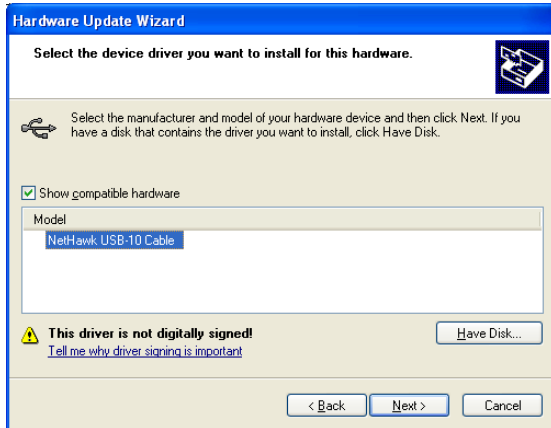 Hardware Update Wizard
Select the device driver you want to install for this hardware.
Select the manufacturer and model of your hardware device and then click Next. If you
have a disk that contains the driver you want to install, click Have Disk.
Show compatible hardware
Model
NetHawk USB-10 Cable
This driver is not digitally signed!
Have Disk...
Tell me why driver signing is important
< Back
Next >
Cancel